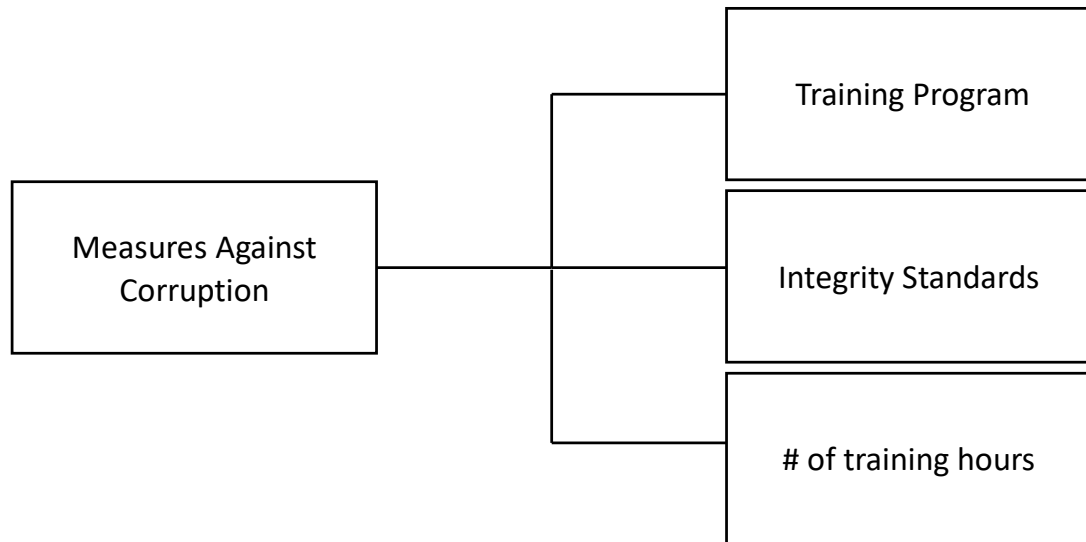 Training Program
Measures Against
Corruption
Integrity Standards
# of training hours